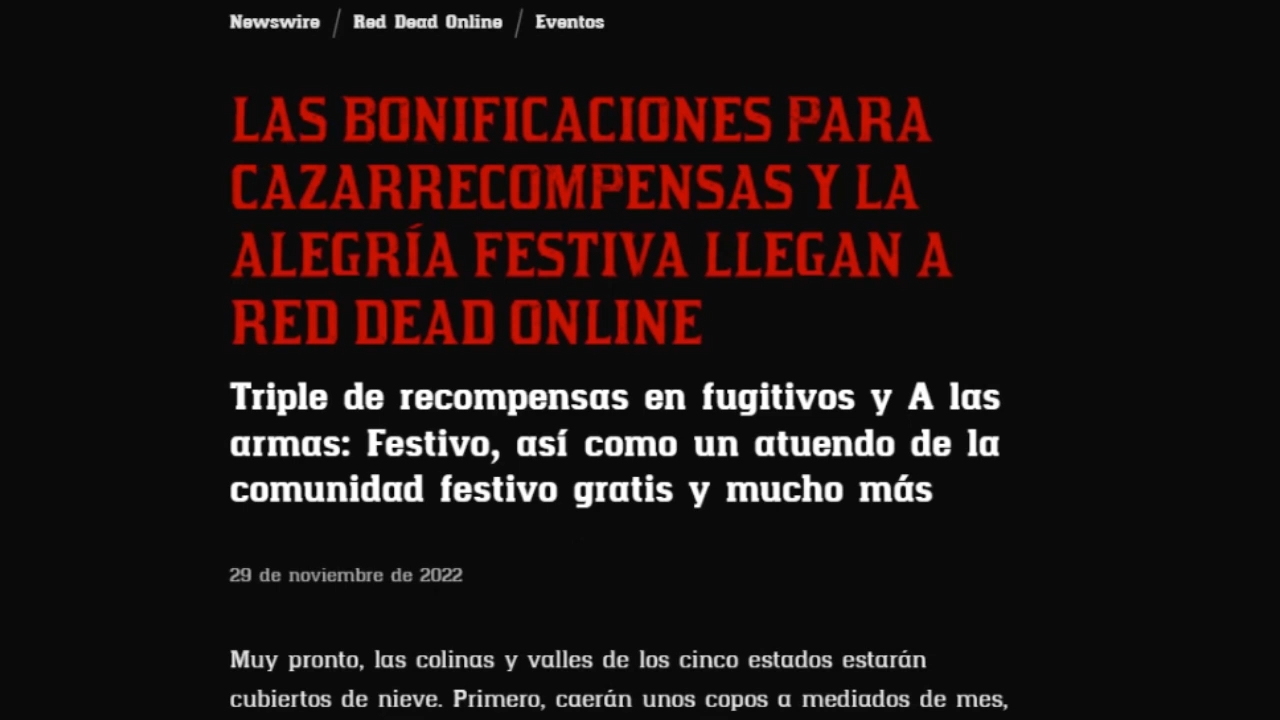 Newswire / Red Dead Online / Eventos
LAS BONIFICACIONES PARA
CAZARRECOMPENSAS Y LA
ALEGRÍA FESTIVA LLEGAN A
RED DEAD ONLINE
Triple de recompensas en fugitivos y A las
armas: Festivo, así como un atuendo de la
comunidad festivo gratis y mucho más
29 de noviembre de 2022
Muy pronto, las colinas y valles de los cinco estados estarán
cubiertos de nieve. Primero, caerán unos copos a mediados de mes,